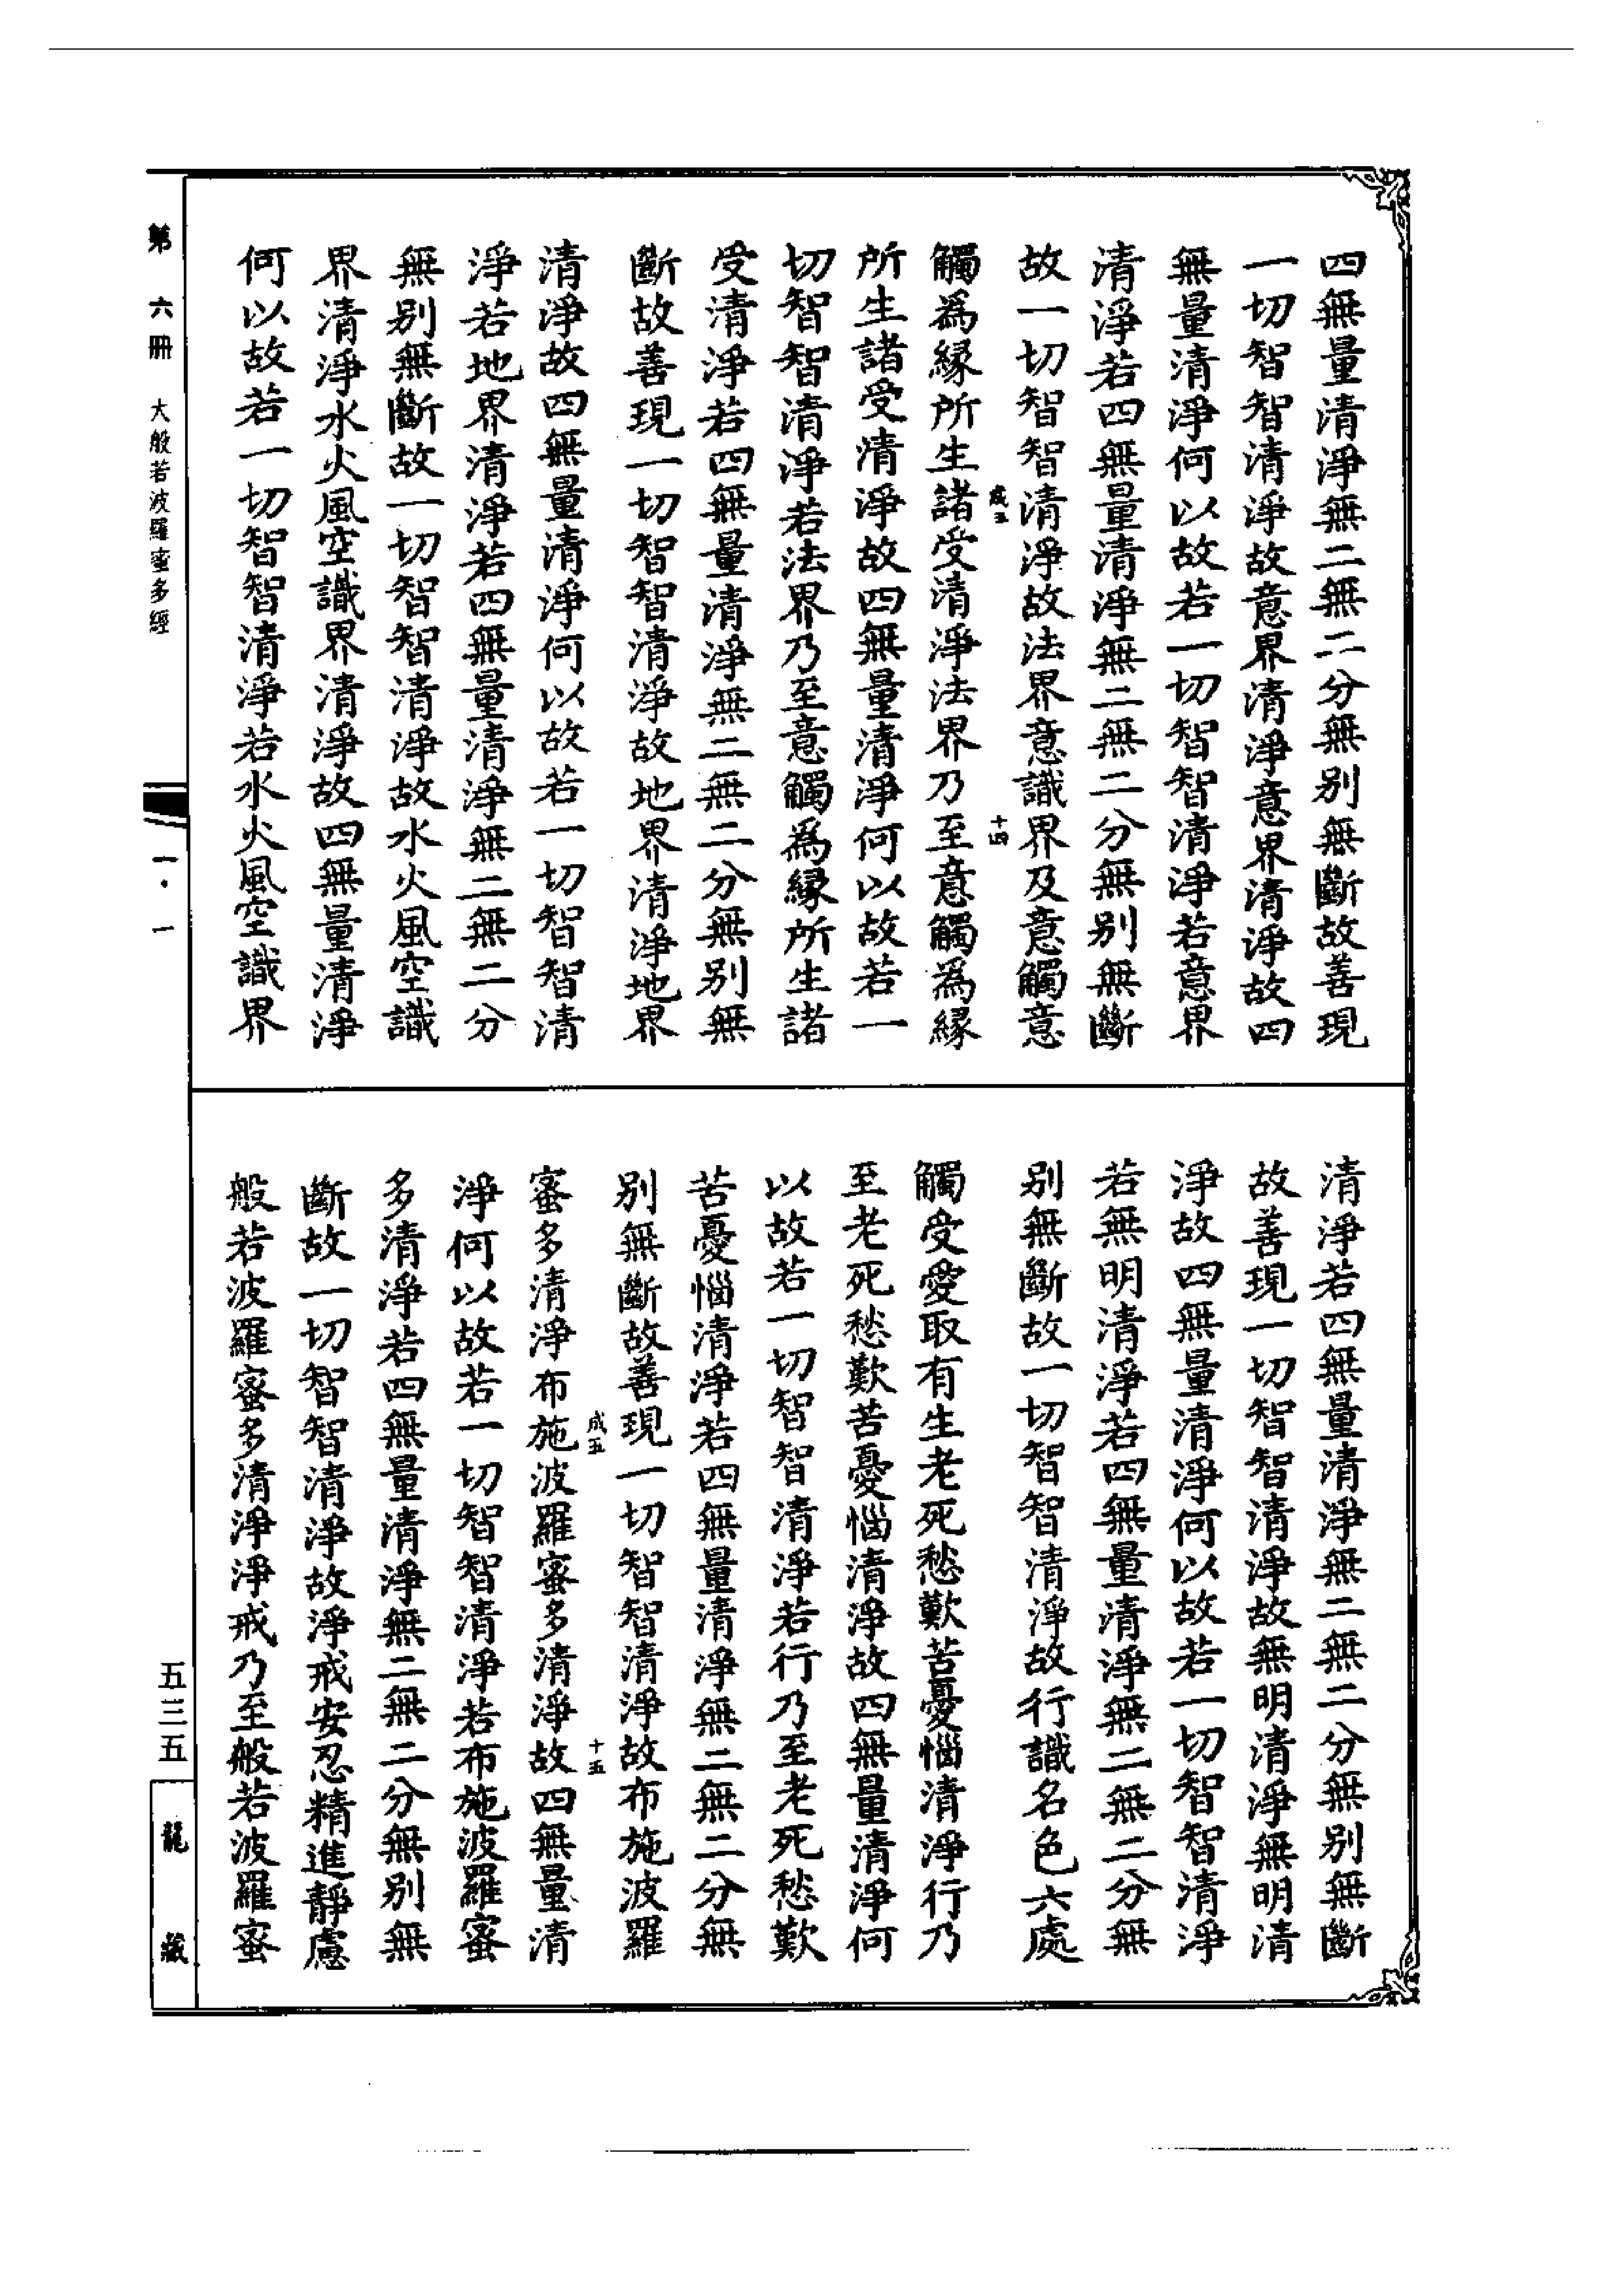 四無量清淨無二無二分無別無斷故善現
一切智智清淨故意界清淨意界清淨故四
無量清淨何以故若一切智智清淨若意界
清淨若四無量清淨無二無二分無別無斷
故一切智智清淨故法界意識界及意觸意
成五
十四
觸為緣所生諸受清淨法界乃至意觸為緣
所生諸受清淨故四無量清淨何以故若一
切智智清淨若法界乃至意觸為緣所生諸
受清淨若四無量清淨無二無二分無別無
斷故善現一切智智清淨故地界清淨地界
清淨故四無量清淨何以故若一切智智清
淨若地界清淨若四無量清淨無二無二分
無別無斷故一切智智清淨故水火風空識
界清淨水火風空識界清淨故四無量清淨
何以故若一切智智清淨若水火風空識界
清淨若四無量清淨無二無二分無別無斷
故善現一切智智清淨故無明清淨無明清
淨故四無量清淨何以故若一切智智清淨
若無明清淨若四無量清淨無二無二分無
別無斷故一切智智清淨故行識名色六處
觸受愛取有生老死愁歎苦憂惱清淨行乃
至老死愁歎苦憂惱清淨故四無量清淨何
以故若一切智智清淨若行乃至老死愁歎
苦憂惱清淨若四無量清淨無二無二分無
別無斷故善現一切智智清淨故布施波羅
成五
十五
蜜多清淨布施波羅蜜多清淨故四無量清
淨何以故若一切智智清淨若布施波羅蜜
多清淨若四無量清淨無二無二分無別無
斷故一切智智清淨故淨戒安忍精進靜慮
般若波羅蜜多清淨淨戒乃至般若波羅蜜
第六冊 大般若波羅蜜多經
一·一
五三五
龍藏